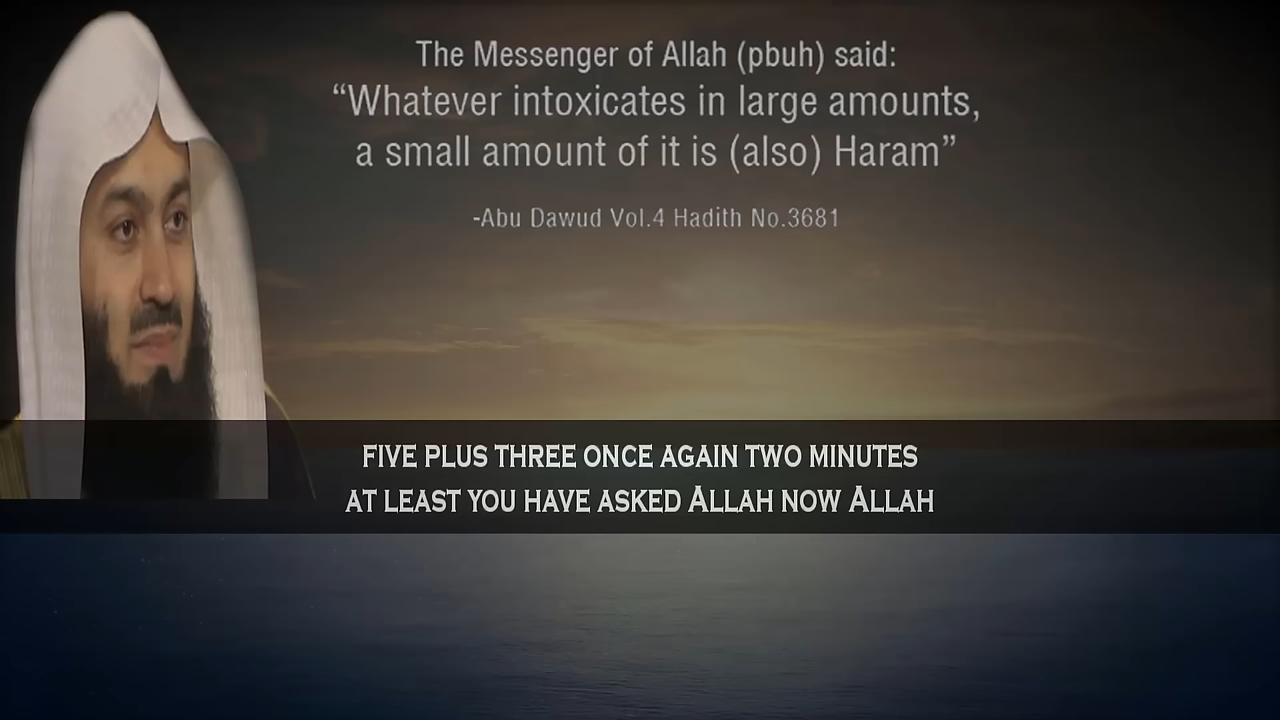 The Messenger of Allah (pbuh) said:
“Whatever intoxicates in large amounts,
a small amount of it is (also) Haram”
-Abu Dawud Vol.4 Hadith No.3681
FIVE PLUS THREE ONCE AGAIN TWO MINUTES
AT LEAST YOU HAVE ASKED ALLAH NOW ALLAH